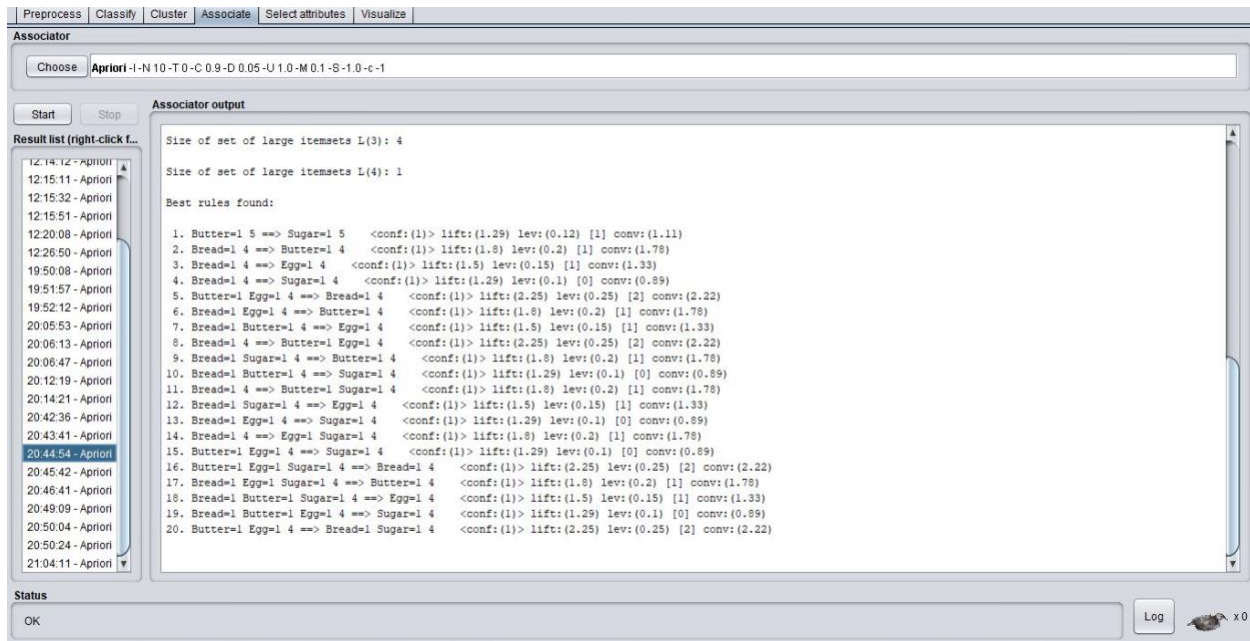 Preprocess Classify Cluster Associate Select attributes Visualize
Associator
Choose Apriori -I -N 10 -T 0 -C 0.9 -D 0.05 -U 1.0 -M 0.1 -S -1.0 -c -1
Start Stop
Result list (right-click f...
12:14:12 - Apriori
12:15:11 - Apriori
12:15:32 - Apriori
12:15:51 - Apriori
12:20:08 - Apriori
12:26:50 - Apriori
19:50:08 - Apriori
19:51:57 - Apriori
19:52:12 - Apriori
20:05:53 - Apriori
20:06:13 - Apriori
20:06:47 - Apriori
20:12:19 - Apriori
20:14:21 - Apriori
20:42:36 - Apriori
20:43:41 - Apriori
20:44:54 - Apriori
20:45:42 - Apriori
20:46:41 - Apriori
20:49:09 - Apriori
20:50:04 - Apriori
20:50:24 - Apriori
21:04:11 - Apriori
Associator output
Size of set of large itemsets L(3): 4
Size of set of large itemsets L(4): 1
Best rules found:
1. Butter=1 5 ==> Sugar=1 5 <conf:(1)> lift:(1.29) lev:(0.12) [1] conv:(1.11)
2. Bread=1 4 ==> Butter=1 4 <conf:(1)> lift:(1.8) lev:(0.2) [1] conv:(1.78)
3. Bread=1 4 ==> Egg=1 4 <conf:(1)> lift:(1.5) lev:(0.15) [1] conv:(1.33)
4. Bread=1 4 ==> Sugar=1 4 <conf:(1)> lift:(1.29) lev:(0.1) [0] conv:(0.89)
5. Butter=1 Egg=1 4 ==> Bread=1 4 <conf:(1)> lift:(2.25) lev:(0.25) [2] conv:(2.22)
6. Bread=1 Egg=1 4 ==> Butter=1 4 <conf:(1)> lift:(1.8) lev:(0.2) [1] conv:(1.78)
7. Bread=1 Butter=1 4 ==> Egg=1 4 <conf:(1)> lift:(1.5) lev:(0.15) [1] conv:(1.33)
8. Bread=1 4 ==> Butter=1 Egg=1 4 <conf:(1)> lift:(2.25) lev:(0.25) [2] conv:(2.22)
9. Bread=1 Sugar=1 4 ==> Butter=1 4 <conf:(1)> lift:(1.8) lev:(0.2) [1] conv:(1.78)
10. Bread=1 Butter=1 4 ==> Sugar=1 4 <conf:(1)> lift:(1.29) lev:(0.1) [0] conv:(0.89)
11. Bread=1 4 ==> Butter=1 Sugar=1 4 <conf:(1)> lift:(1.8) lev:(0.2) [1] conv:(1.78)
12. Bread=1 Sugar=1 4 ==> Egg=1 4 <conf:(1)> lift:(1.5) lev:(0.15) [1] conv:(1.33)
13. Bread=1 Egg=1 4 ==> Sugar=1 4 <conf:(1)> lift:(1.29) lev:(0.1) [0] conv:(0.89)
14. Bread=1 4 ==> Egg=1 Sugar=1 4 <conf:(1)> lift:(1.8) lev:(0.2) [1] conv:(1.78)
15. Butter=1 Egg=1 4 ==> Sugar=1 4 <conf:(1)> lift:(1.29) lev:(0.1) [0] conv:(0.89)
16. Butter=1 Egg=1 Sugar=1 4 ==> Bread=1 4 <conf:(1)> lift:(2.25) lev:(0.25) [2] conv:(2.22)
17. Bread=1 Egg=1 Sugar=1 4 ==> Butter=1 4 <conf:(1)> lift:(1.8) lev:(0.2) [1] conv:(1.78)
18. Bread=1 Butter=1 Sugar=1 4 ==> Egg=1 4 <conf:(1)> lift:(1.5) lev:(0.15) [1] conv:(1.33)
19. Bread=1 Butter=1 Egg=1 4 ==> Sugar=1 4 <conf:(1)> lift:(1.29) lev:(0.1) [0] conv:(0.89)
20. Butter=1 Egg=1 4 ==> Bread=1 Sugar=1 4 <conf:(1)> lift:(2.25) lev:(0.25) [2] conv:(2.22)
Status
OK
Log
x 0